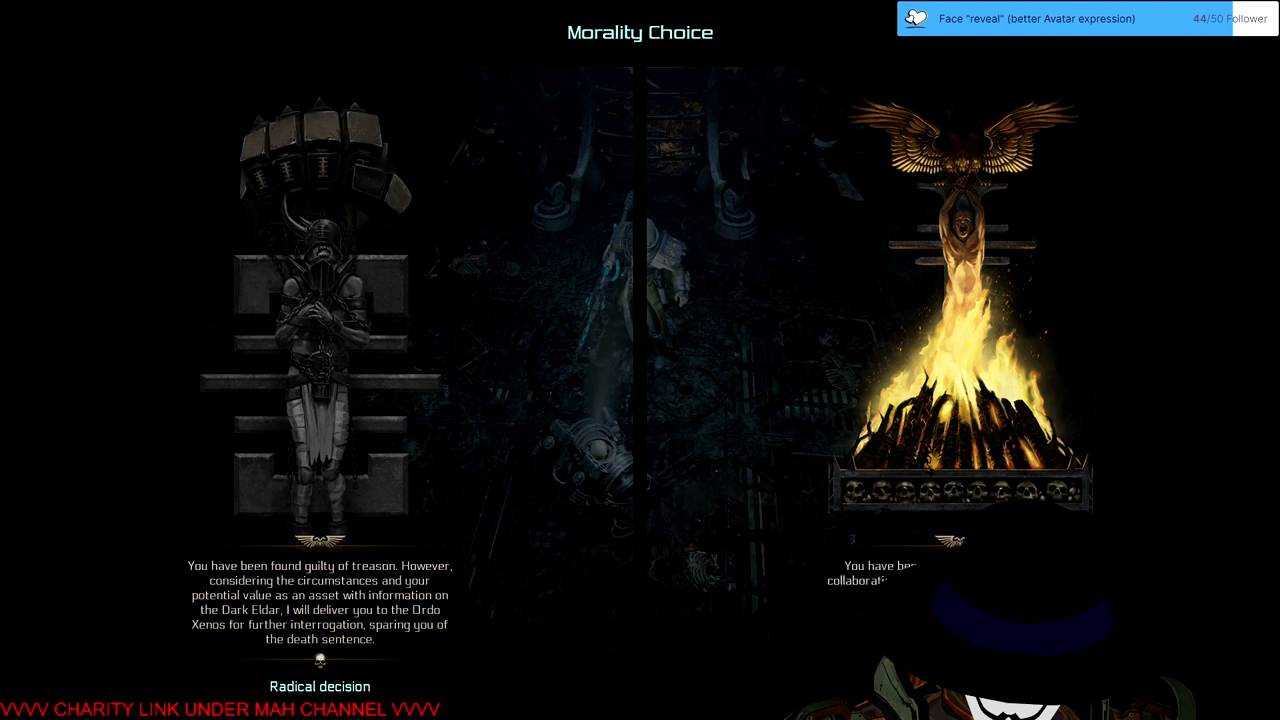 Face "reveal" (better Avatar expression) 44/50 Follower
Morality Choice
You have been found guilty of treason. However,
considering the circumstances and your
potential value as an asset with information on
the Dark Eldar, I will deliver you to the Ordo
Xenos for further interrogation, sparing you of
the death sentence.
You have
Radical decision
VVVV CHARITY LINK UNDER MAH CHANNEL VVVV